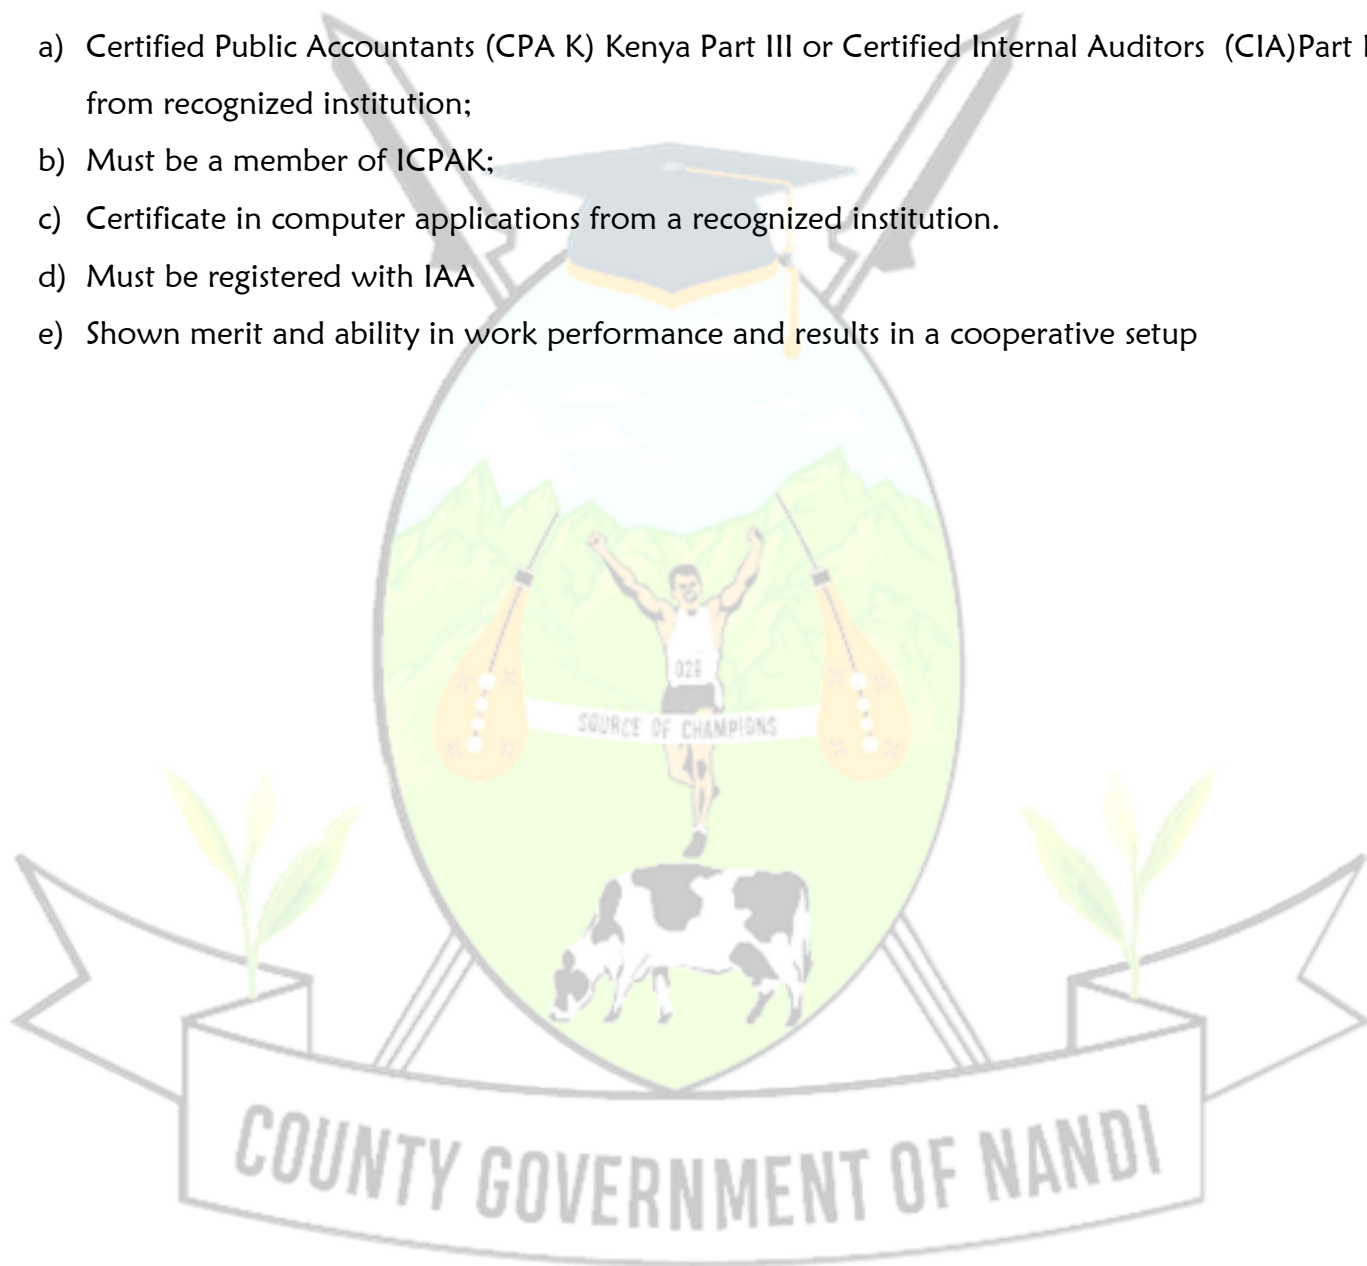 a) Certified Public Accountants (CPA K) Kenya Part III or Certified Internal Auditors (CIA)Part
from recognized institution;
b) Must be a member of ICPAK;
c) Certificate in computer applications from a recognized institution.
d) Must be registered with IAA
e) Shown merit and ability in work performance and results in a cooperative setup
028
SOURCE OF CHAMPIONS
COUNTY GOVERNMENT OF NANDI